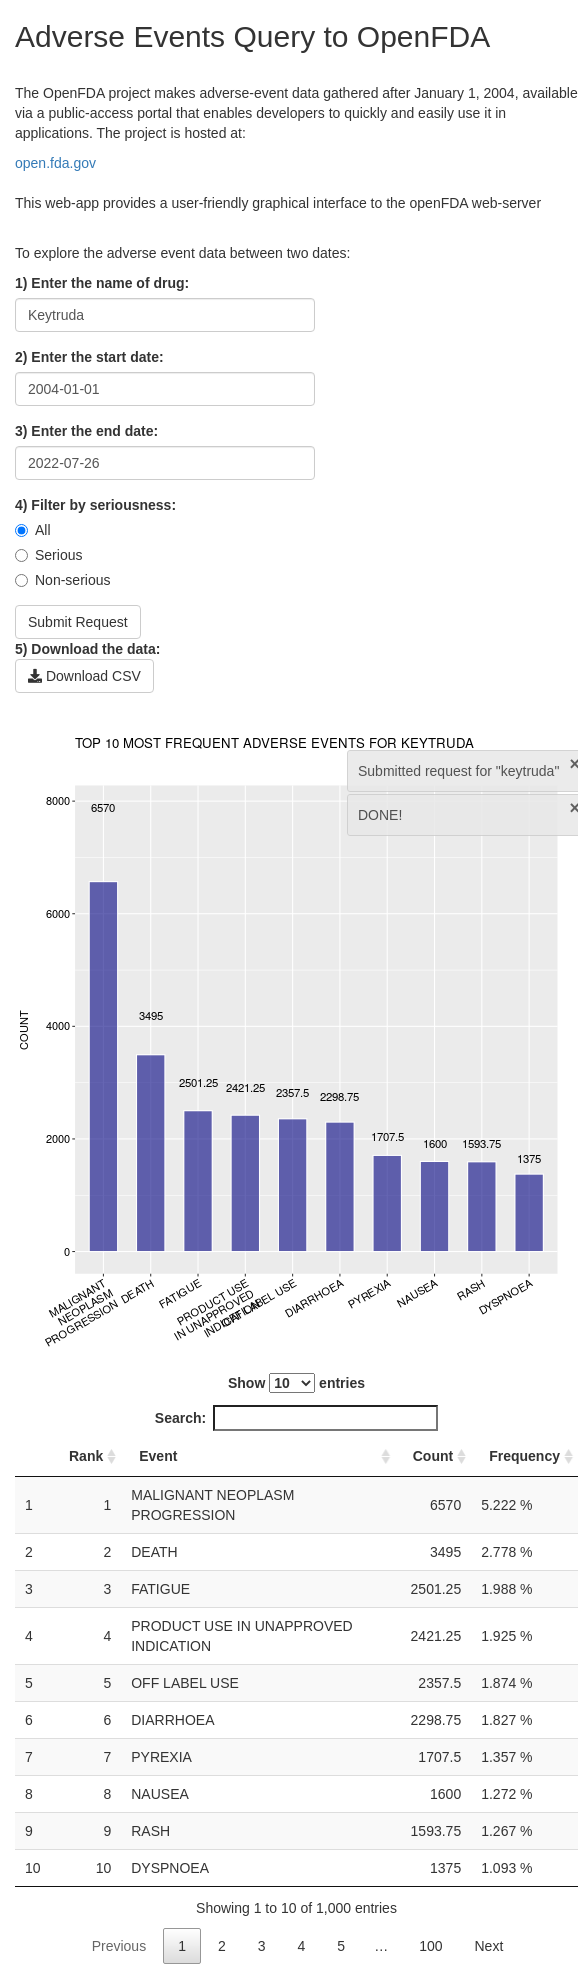 Adverse Events Query to OpenFDA
The OpenFDA project makes adverse-event data gathered after January 1, 2004, available
via a public-access portal that enables developers to quickly and easily use it in
applications. The project is hosted at:
open.fda.gov
This web-app provides a user-friendly graphical interface to the openFDA web-server
To explore the adverse event data between two dates:
1) Enter the name of drug:
Keytruda
2) Enter the start date:
2004-01-01
3) Enter the end date:
2022-07-26
4) Filter by seriousness:
All
Serious
Non-serious
Submit Request
5) Download the data:
Download CSV
TOP 10 MOST FREQUENT ADVERSE EVENTS FOR KEYTRUDA
Submitted request for "keytruda" ×
DONE! ×
8000
6000
4000
2000
0
COUNT
6570
3495
2501.25
2421.25
2357.5
2298.75
1707.5
1600
1593.75
1375
MALIGNANT
NEOPLASM
PROGRESSION
DEATH
FATIGUE
PRODUCT USE
IN UNAPPROVED
INDICATION
OFF LABEL USE
DIARRHOEA
PYREXIA
NAUSEA
RASH
DYSPNOEA
Show 10 entries
Search:
Rank Event Count Frequency
1 1 MALIGNANT NEOPLASM
PROGRESSION 6570 5.222 %
2 2 DEATH 3495 2.778 %
3 3 FATIGUE 2501.25 1.988 %
4 4 PRODUCT USE IN UNAPPROVED
INDICATION 2421.25 1.925 %
5 5 OFF LABEL USE 2357.5 1.874 %
6 6 DIARRHOEA 2298.75 1.827 %
7 7 PYREXIA 1707.5 1.357 %
8 8 NAUSEA 1600 1.272 %
9 9 RASH 1593.75 1.267 %
10 10 DYSPNOEA 1375 1.093 %
Showing 1 to 10 of 1,000 entries
Previous 1 2 3 4 5 … 100 Next